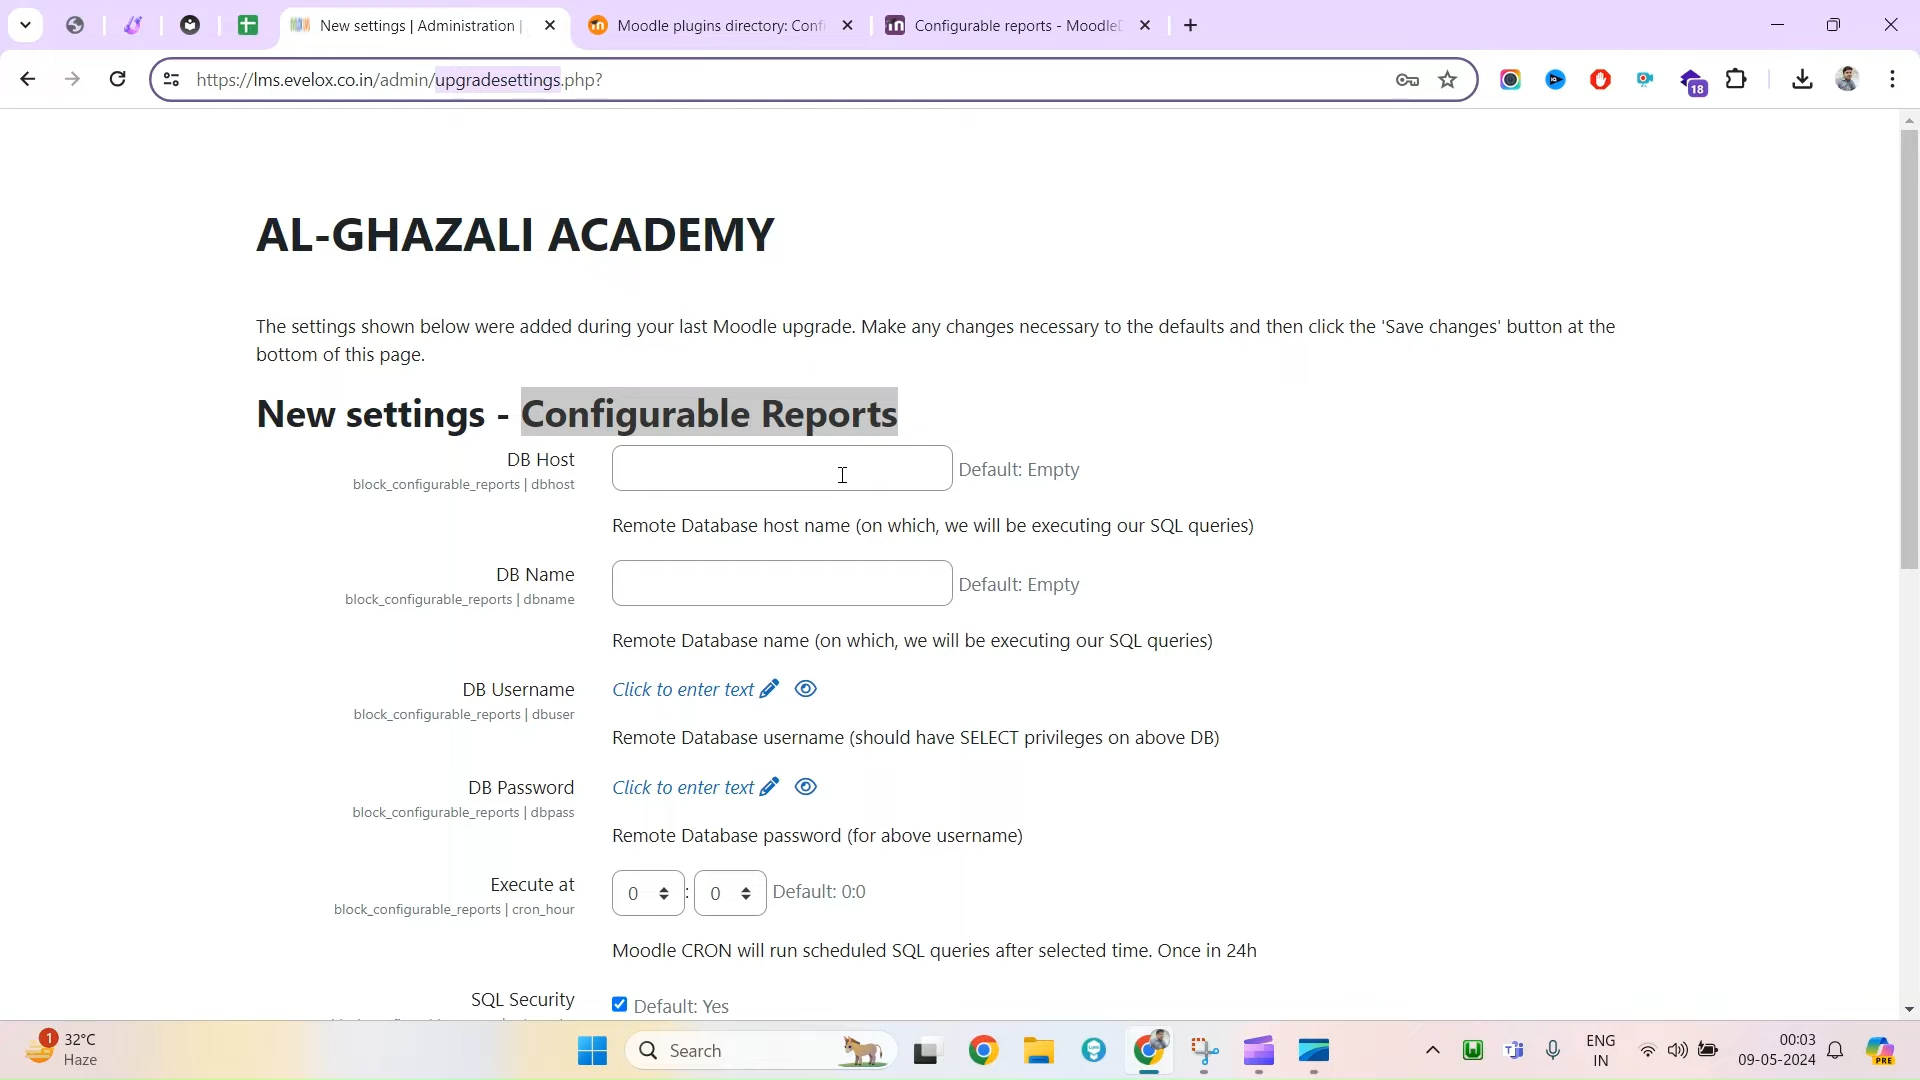 New settings | Administration |
Moodle plugins directory: Confi
Configurable reports - MoodleD
https://lms.evelox.co.in/admin/upgradesettings.php?
18
AL-GHAZALI ACADEMY
The settings shown below were added during your last Moodle upgrade. Make any changes necessary to the defaults and then click the 'Save changes' button at the
bottom of this page.
New settings - Configurable Reports
DB Host
Default: Empty
block_configurable_reports | dbhost
Remote Database host name (on which, we will be executing our SQL queries)
DB Name
Default: Empty
block_configurable_reports | dbname
Remote Database name (on which, we will be executing our SQL queries)
DB Username
Click to enter text
block_configurable_reports | dbuser
Remote Database username (should have SELECT privileges on above DB)
DB Password
Click to enter text
block_configurable_reports | dbpass
Remote Database password (for above username)
Execute at
0 : 0 Default: 0:0
block_configurable_reports | cron_hour
Moodle CRON will run scheduled SQL queries after selected time. Once in 24h
SQL Security
Default: Yes
1
32°C
Haze
Search
ENG
IN
00:03
09-05-2024
PRE